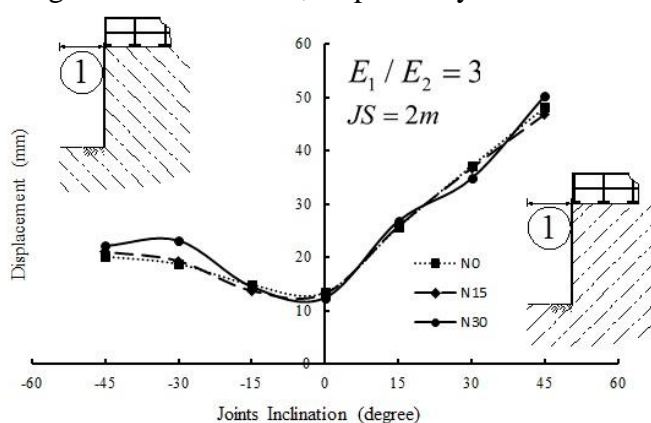 1
E₁ / E₂ = 3
JS = 2m
1
Displacement (mm)
60
50
40
30
20
10
0
N0
N15
N30
-60 -45 -30 -15 0 15 30 45 60
Joints Inclination (degree)